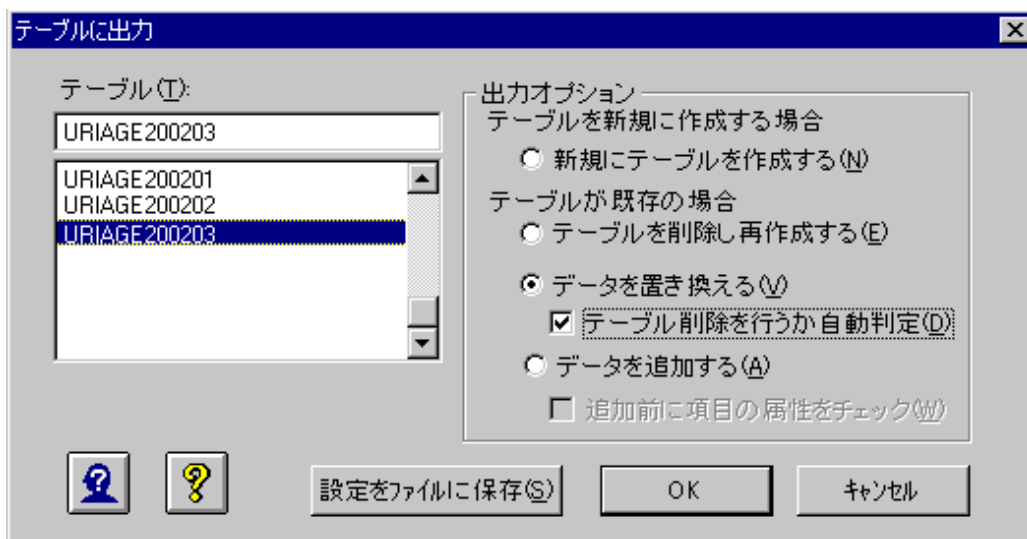 テーブルに出力
テーブル(T):
URIAGE200203
URIAGE200201
URIAGE200202
URIAGE200203
出力オプション
テーブルを新規に作成する場合
新規にテーブルを作成する(N)
テーブルが既存の場合
テーブルを削除し再作成する(E)
データを置き換える(V)
テーブル削除を行うか自動判定(D)
データを追加する(A)
追加前に項目の属性をチェック(W)
設定をファイルに保存(S)
OK
キャンセル